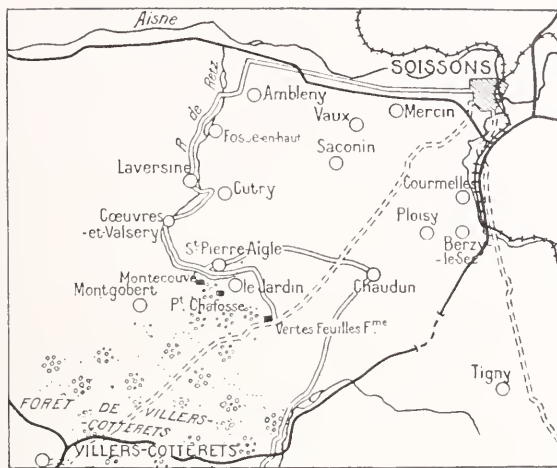 Aisne
SOISSONS
R. de Retz
Ambleny
Mercin
Vaux
Fosse-en-haut
Saconin
Laversine
Cutry
Courmelles
Cœuvres
-et-Valsery
Ploisy
Berzy
-le-Sec
St Pierre Aigle
Montecouvé
le Jardin
Chaudun
Montgobert
Pt. Chafosse
Vertes Feuilles Fme
Tigny
FORÊT DE VILLERS-
COTTERETS
VILLERS-COTTERETS